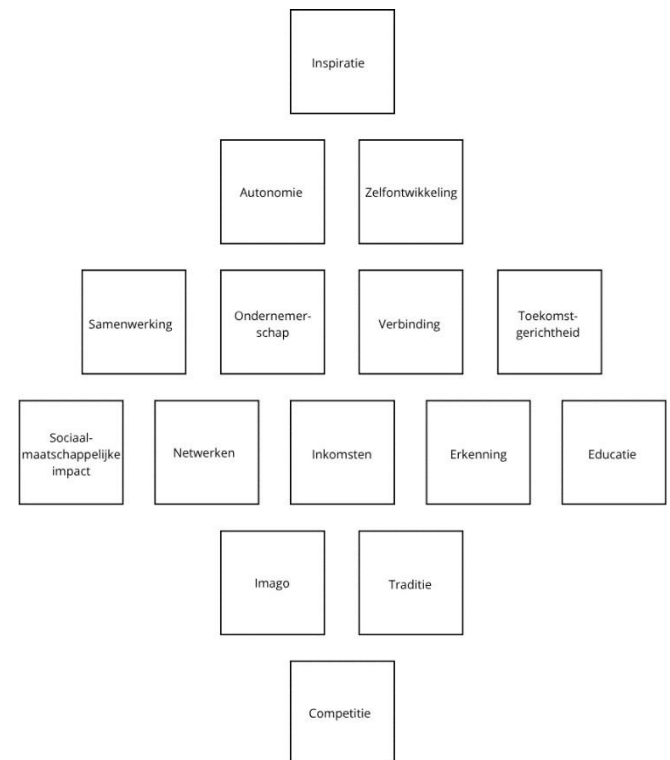 Inspiratie
Autonomie
Zelfontwikkeling
Samenwerking
Ondernemer-
schap
Verbinding
Toekomst-
gerichtheid
Sociaal-
maatschappelijke
impact
Netwerken
Inkomsten
Erkenning
Educatie
Imago
Traditie
Competitie